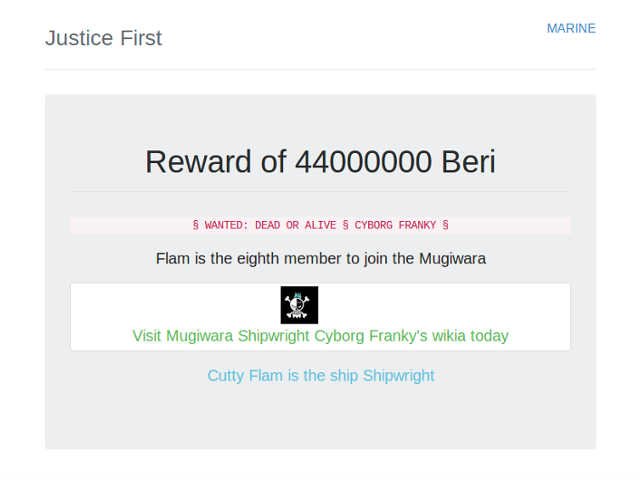 Justice First
MARINE
Reward of 44000000 Beri
§ WANTED: DEAD OR ALIVE § CYBORG FRANKY §
Flam is the eighth member to join the Mugiwara
Visit Mugiwara Shipwright Cyborg Franky's wikia today
Cutty Flam is the ship Shipwright